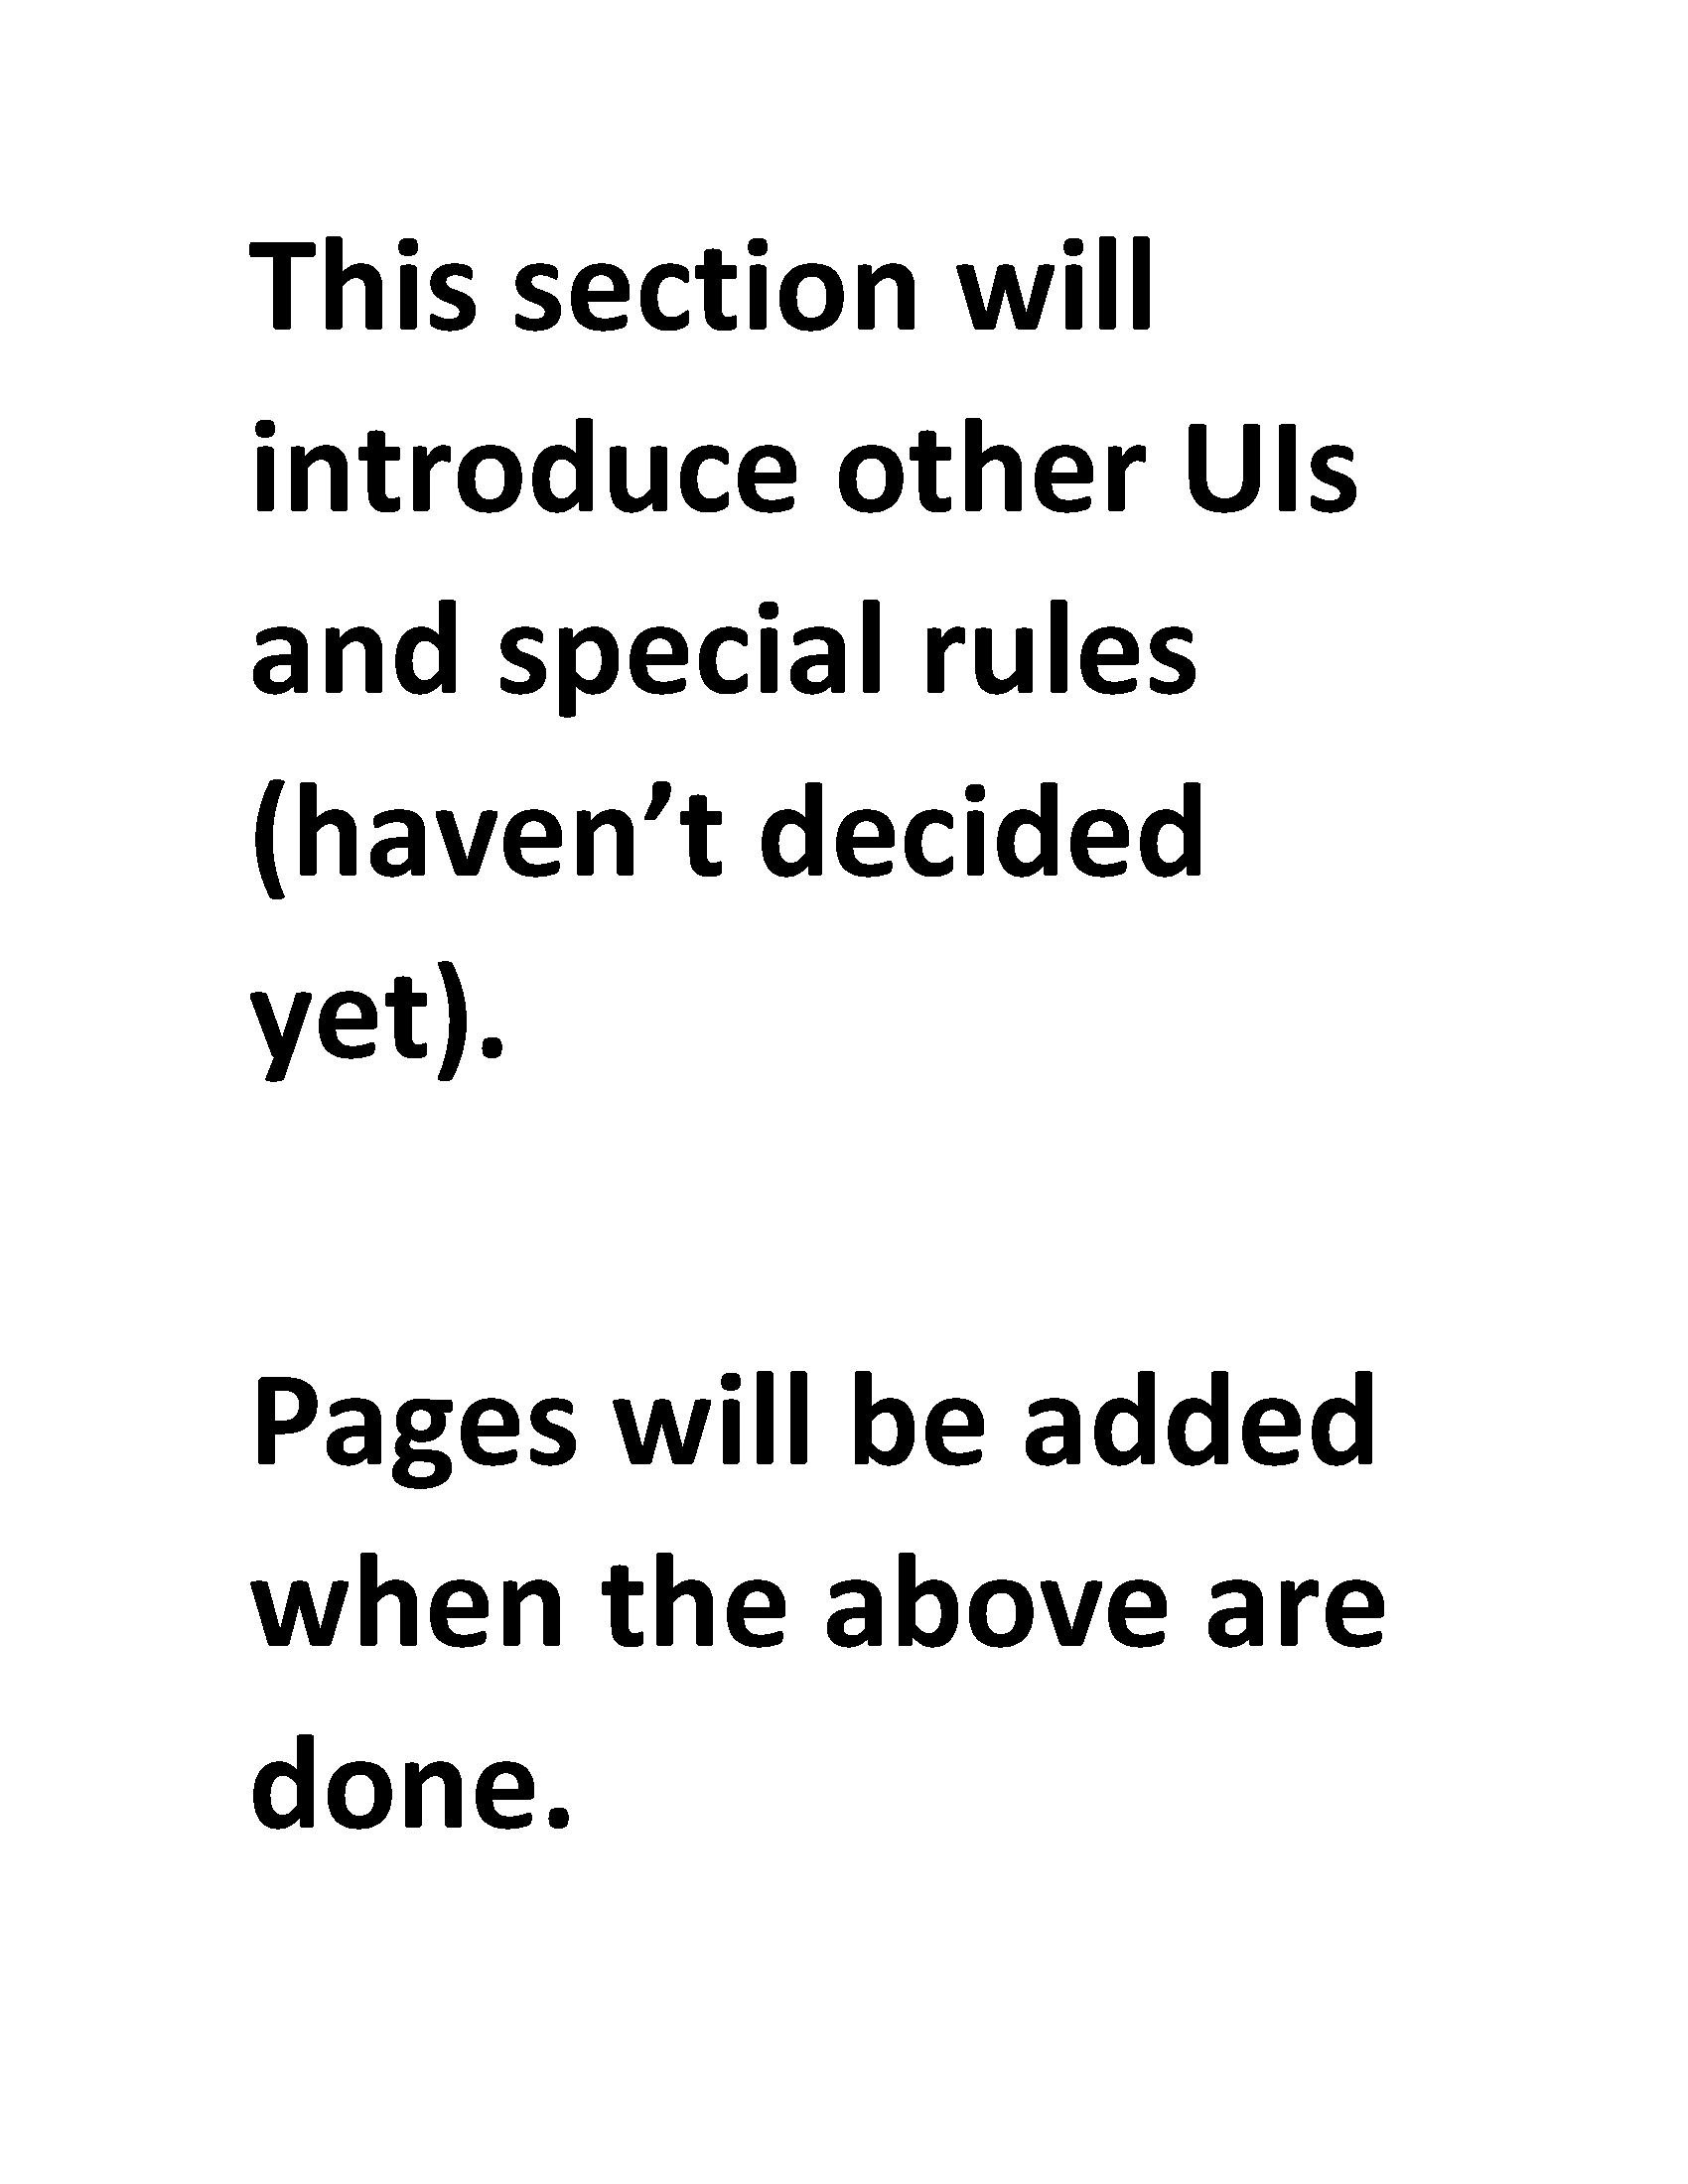 This section will
introduce other UIs
and special rules
(haven’t decided
yet).
Pages will be added
when the above are
done.